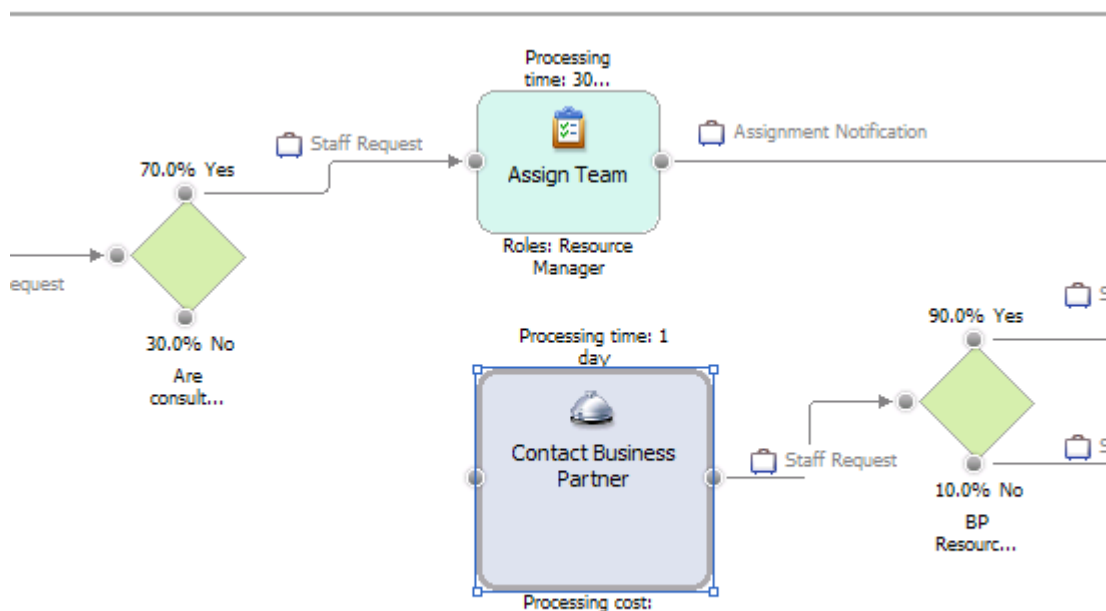 Processing
time: 30...
Staff Request
Assignment Notification
70.0% Yes
Assign Team
Roles: Resource
Manager
equest
30.0% No
Are
consult...
Processing time: 1
day
90.0% Yes
S
Contact Business
Partner
Staff Request
S
10.0% No
BP
Resourc...
Processing cost: